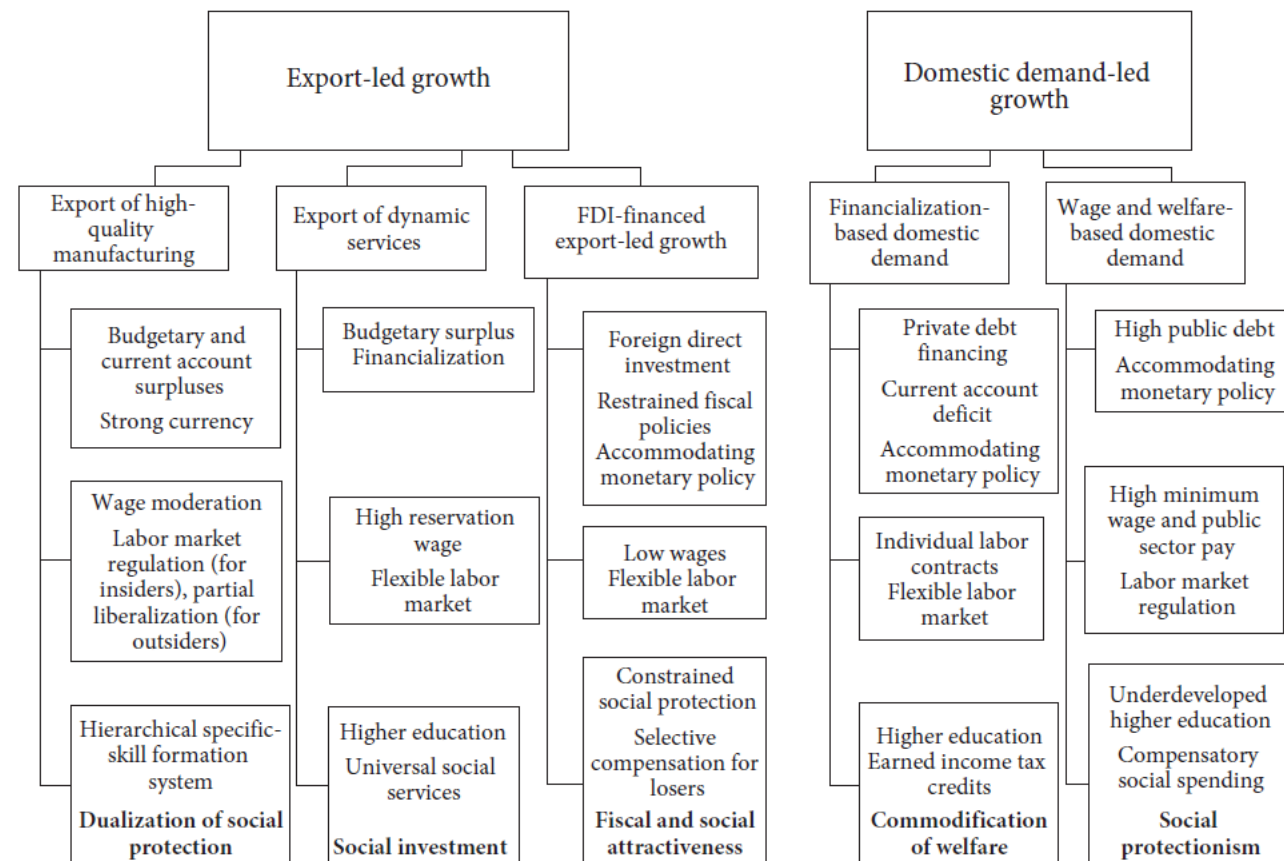 Export-led growth
Domestic demand-led
growth
Export of high-
quality
manufacturing
Export of dynamic
services
FDI-financed
export-led growth
Financialization-
based domestic
demand
Wage and welfare-
based domestic
demand
Budgetary and
current account
surpluses
Strong currency
Budgetary surplus
Financialization
Foreign direct
investment
Restrained fiscal
policies
Accommodating
monetary policy
Private debt
financing
Current account
deficit
Accommodating
monetary policy
High public debt
Accommodating
monetary policy
Wage moderation
Labor market
regulation (for
insiders), partial
liberalization (for
outsiders)
High reservation
wage
Flexible labor
market
Low wages
Flexible labor
market
Individual labor
contracts
Flexible labor
market
High minimum
wage and public
sector pay
Labor market
regulation
Hierarchical specific-
skill formation
system
Dualization of social
protection
Higher education
Universal social
services
Social investment
Constrained
social protection
Selective
compensation for
losers
Fiscal and social
attractiveness
Higher education
Earned income tax
credits
Commodification
of welfare
Underdeveloped
higher education
Compensatory
social spending
Social
protectionism